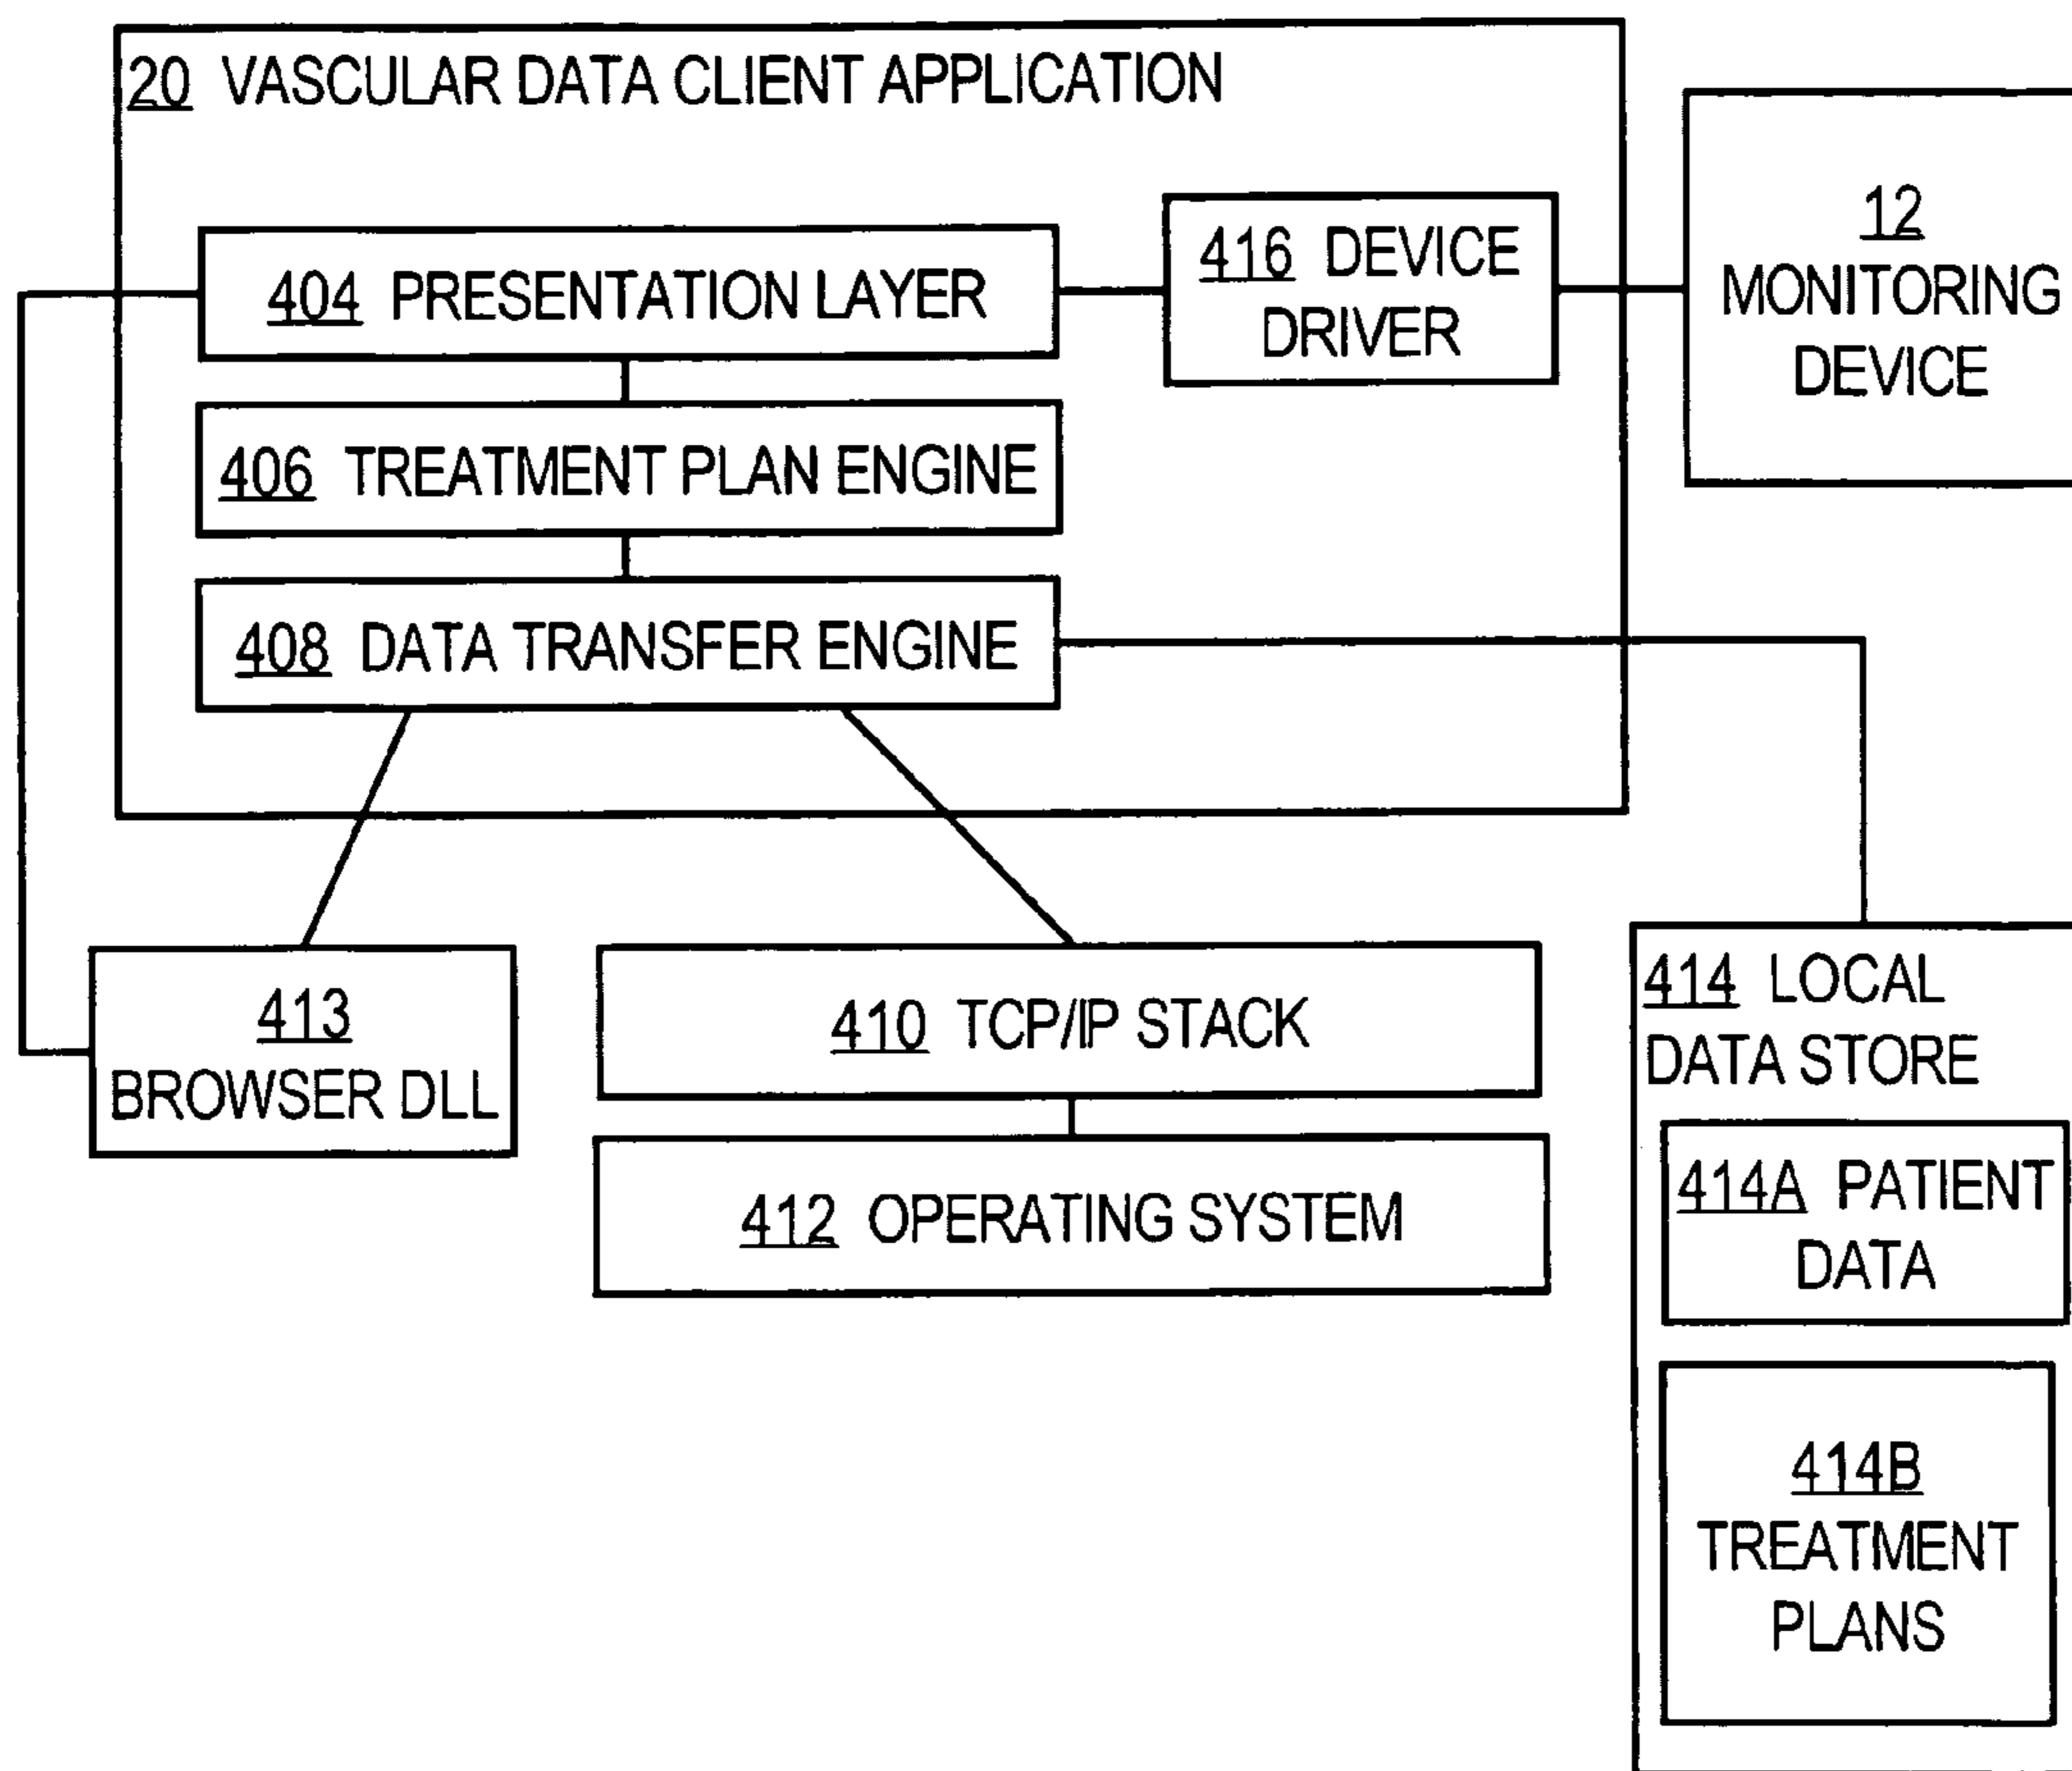 20 VASCULAR DATA CLIENT APPLICATION
404 PRESENTATION LAYER
416 DEVICE
DRIVER
12
MONITORING
DEVICE
406 TREATMENT PLAN ENGINE
408 DATA TRANSFER ENGINE
413
BROWSER DLL
410 TCP/IP STACK
412 OPERATING SYSTEM
414 LOCAL
DATA STORE
414A PATIENT
DATA
414B
TREATMENT
PLANS